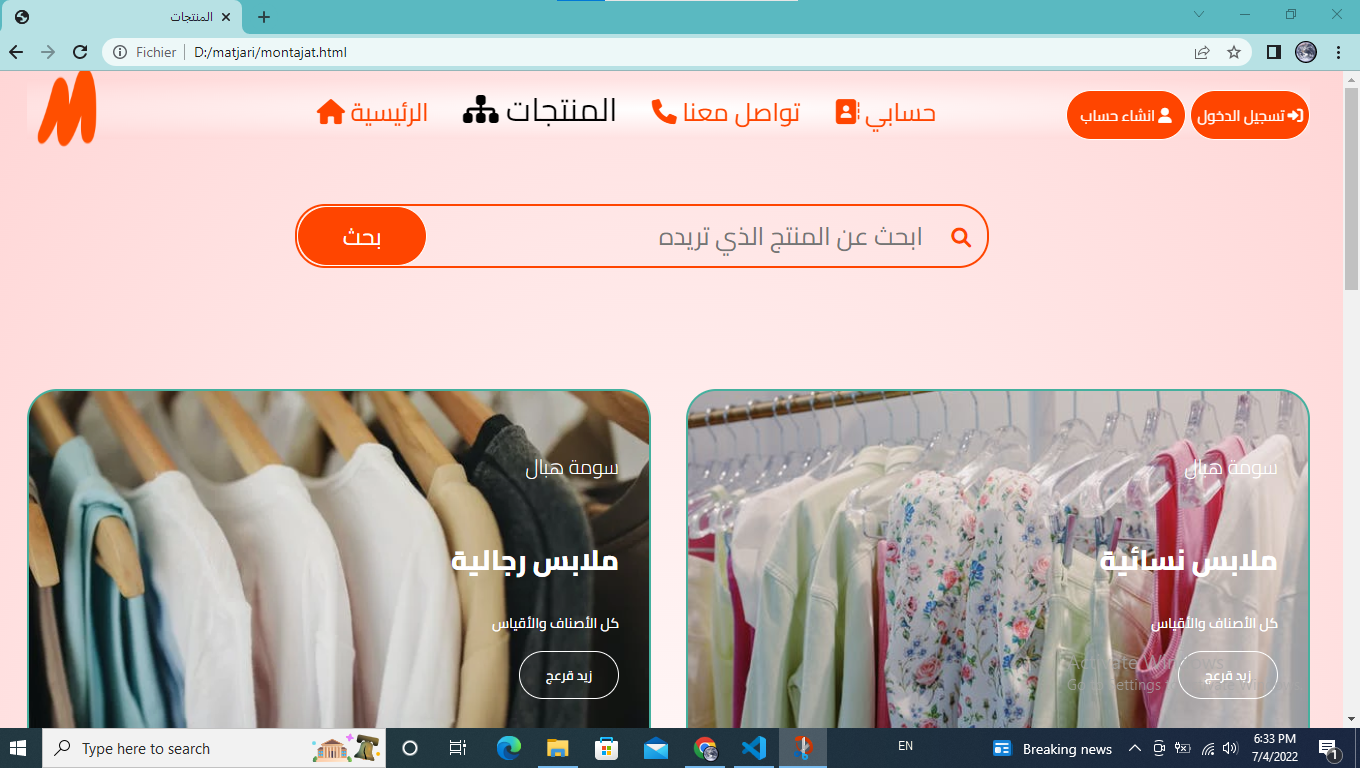 المنتجات
Fichier
D:/matjari/montajat.html
M
الرئيسية
المنتجات
تواصل معنا
حسابي
انشاء حساب
تسجيل الدخول
ابحث عن المنتج الذي تريده
بحث
سومة هبال
ملابس رجالية
كل الأصناف والأقياس
زيد قرعج
سومة هبال
ملابس نسائية
كل الأصناف والأقياس
زيد قرعج
Activate Windows
Go to Settings
Type here to search
EN
Breaking news
6:33 PM
7/4/2022
1